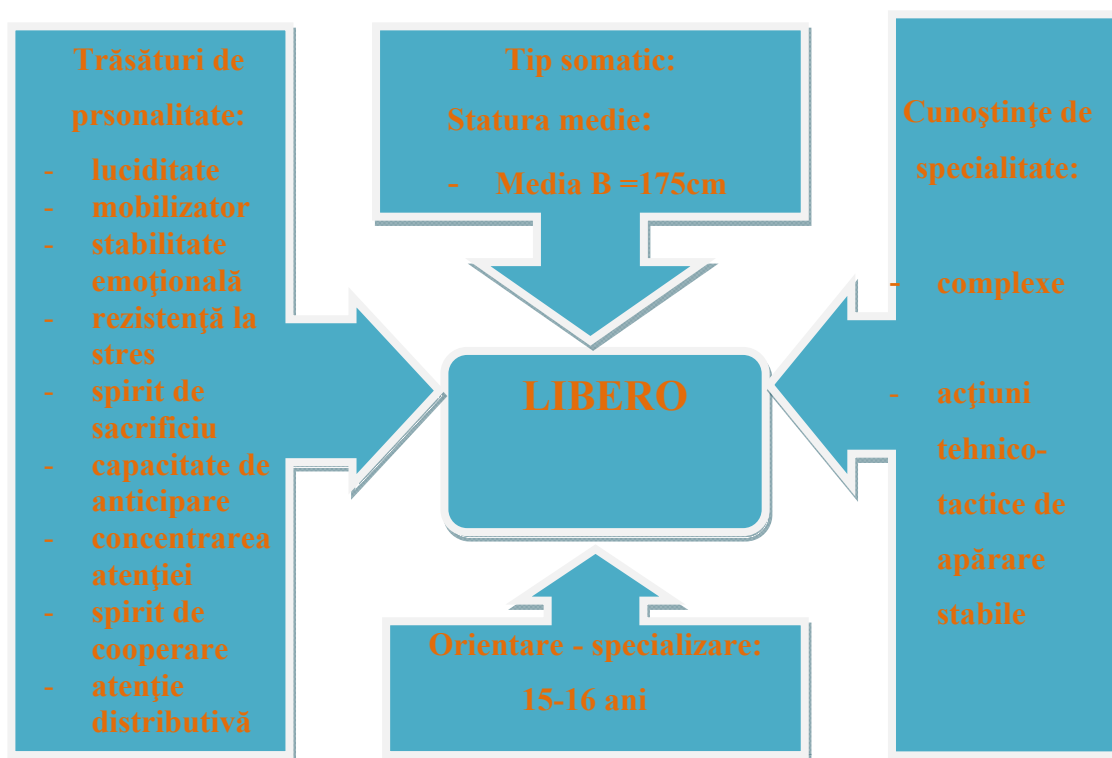 Trăsături de
prsonalitate:
- luciditate
- mobilizator
- stabilitate
emoţională
- rezistenţă la
stres
- spirit de
sacrificiu
- capacitate de
anticipare
- concentrarea
atenţiei
- spirit de
cooperare
- atenţie
distributivă
Tip somatic:
Statura medie:
- Media B =175cm
LIBERO
Orientare - specializare:
15-16 ani
Cunoştinţe de
specialitate:
- complexe
- acţiuni
tehnico-
tactice de
apărare
stabile